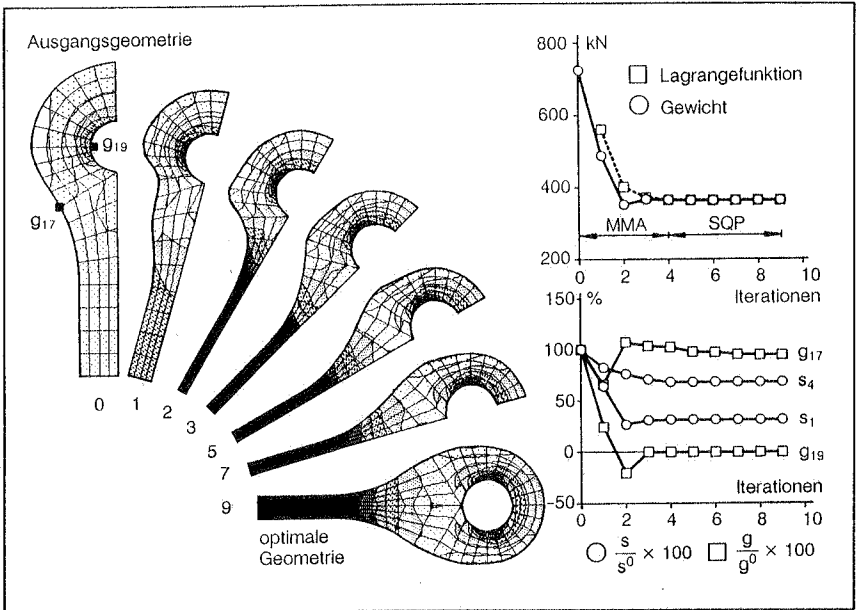 Ausgangsgeometrie
g19
g17
0
1
2
3
5
7
9
optimale
Geometrie
800
kN
Lagrangefunktion
Gewicht
600
400
MMA
SQP
200
0
2
4
6
8
10
Iterationen
150
%
100
50
0
−50
g17
s4
s1
g19
Iterationen
0
2
4
6
8
10
s/s⁰ × 100
g/g⁰ × 100